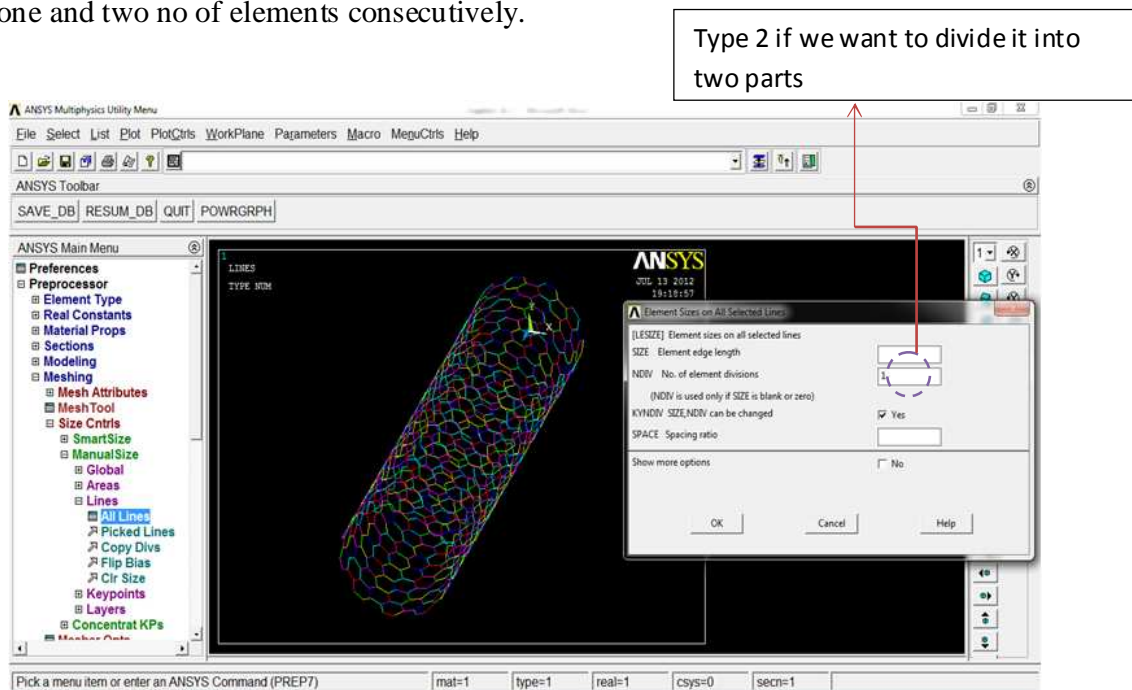 one and two no of elements consecutively.
Type 2 if we want to divide it into
two parts
ANSYS Multiphysics Utility Menu
File Select List Plot PlotCtrls WorkPlane Parameters Macro MenuCtrls Help
ANSYS Toolbar
SAVE_DB RESUM_DB QUIT POWRGRPH
ANSYS Main Menu
Preferences
Preprocessor
Element Type
Real Constants
Material Props
Sections
Modeling
Meshing
Mesh Attributes
MeshTool
Size Cntrls
SmartSize
ManualSize
Global
Areas
Lines
All Lines
Picked Lines
Copy Divs
Flip Bias
Clr Size
Keypoints
Layers
Concentrat KPs
1
LINES
TYPE NUM
ANSYS
JUL 13 2012
19:18:57
Y
X
1
Element Sizes on All Selected Lines
[LESIZE] Element sizes on all selected lines
SIZE Element edge length
NDIV No. of element divisions
1
(NDIV is used only if SIZE is blank or zero)
KYNDIV SIZE,NDIV can be changed
Yes
SPACE Spacing ratio
Show more options
No
OK Cancel Help
Pick a menu item or enter an ANSYS Command (PREP7) mat=1 type=1 real=1 csys=0 secn=1